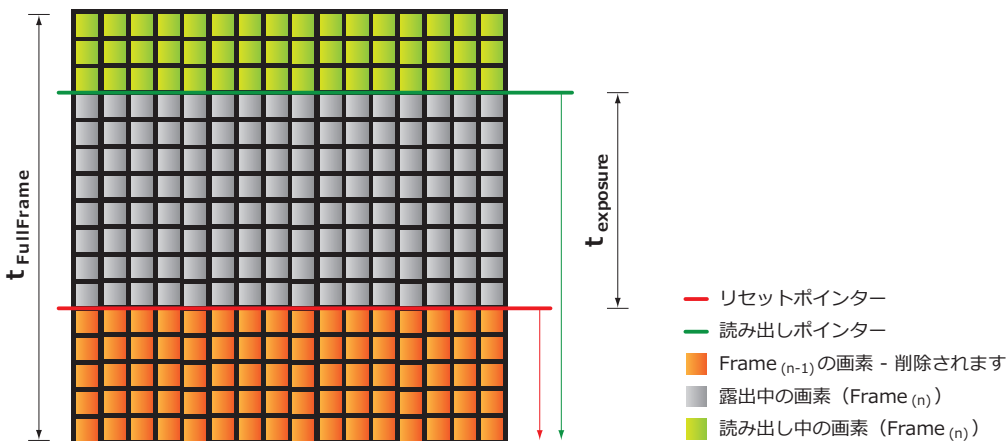 t FullFrame
t exposure
リセットポインター
読み出しポインター
Frame (n-1) の画素 - 削除されます
露出中の画素（Frame (n)）
読み出し中の画素（Frame (n)）